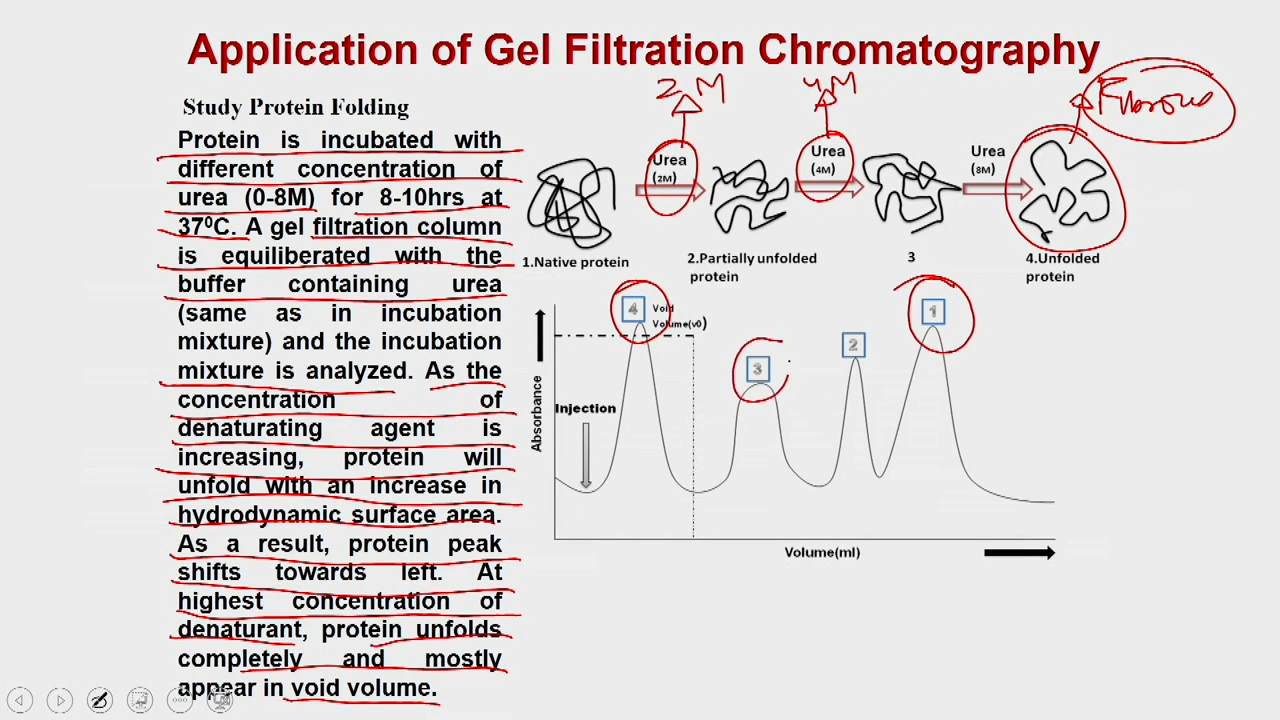 Application of Gel Filtration Chromatography
Study Protein Folding
Protein is incubated with
different concentration of
urea (0-8M) for 8-10hrs at
37⁰C. A gel filtration column
is equiliberated with the
buffer containing urea
(same as in incubation
mixture) and the incubation
mixture is analyzed. As the
concentration of
denaturating agent is
increasing, protein will
unfold with an increase in
hydrodynamic surface area.
As a result, protein peak
shifts towards left. At
highest concentration of
denaturant, protein unfolds
completely and mostly
appear in void volume.
2 M
4 M
Fibrous
Urea
(2M)
Urea
(4M)
Urea
(8M)
1.Native protein
2.Partially unfolded
protein
3
4.Unfolded
protein
4
Void
Volume(v0)
3
2
1
Injection
Absorbance
Volume(ml)